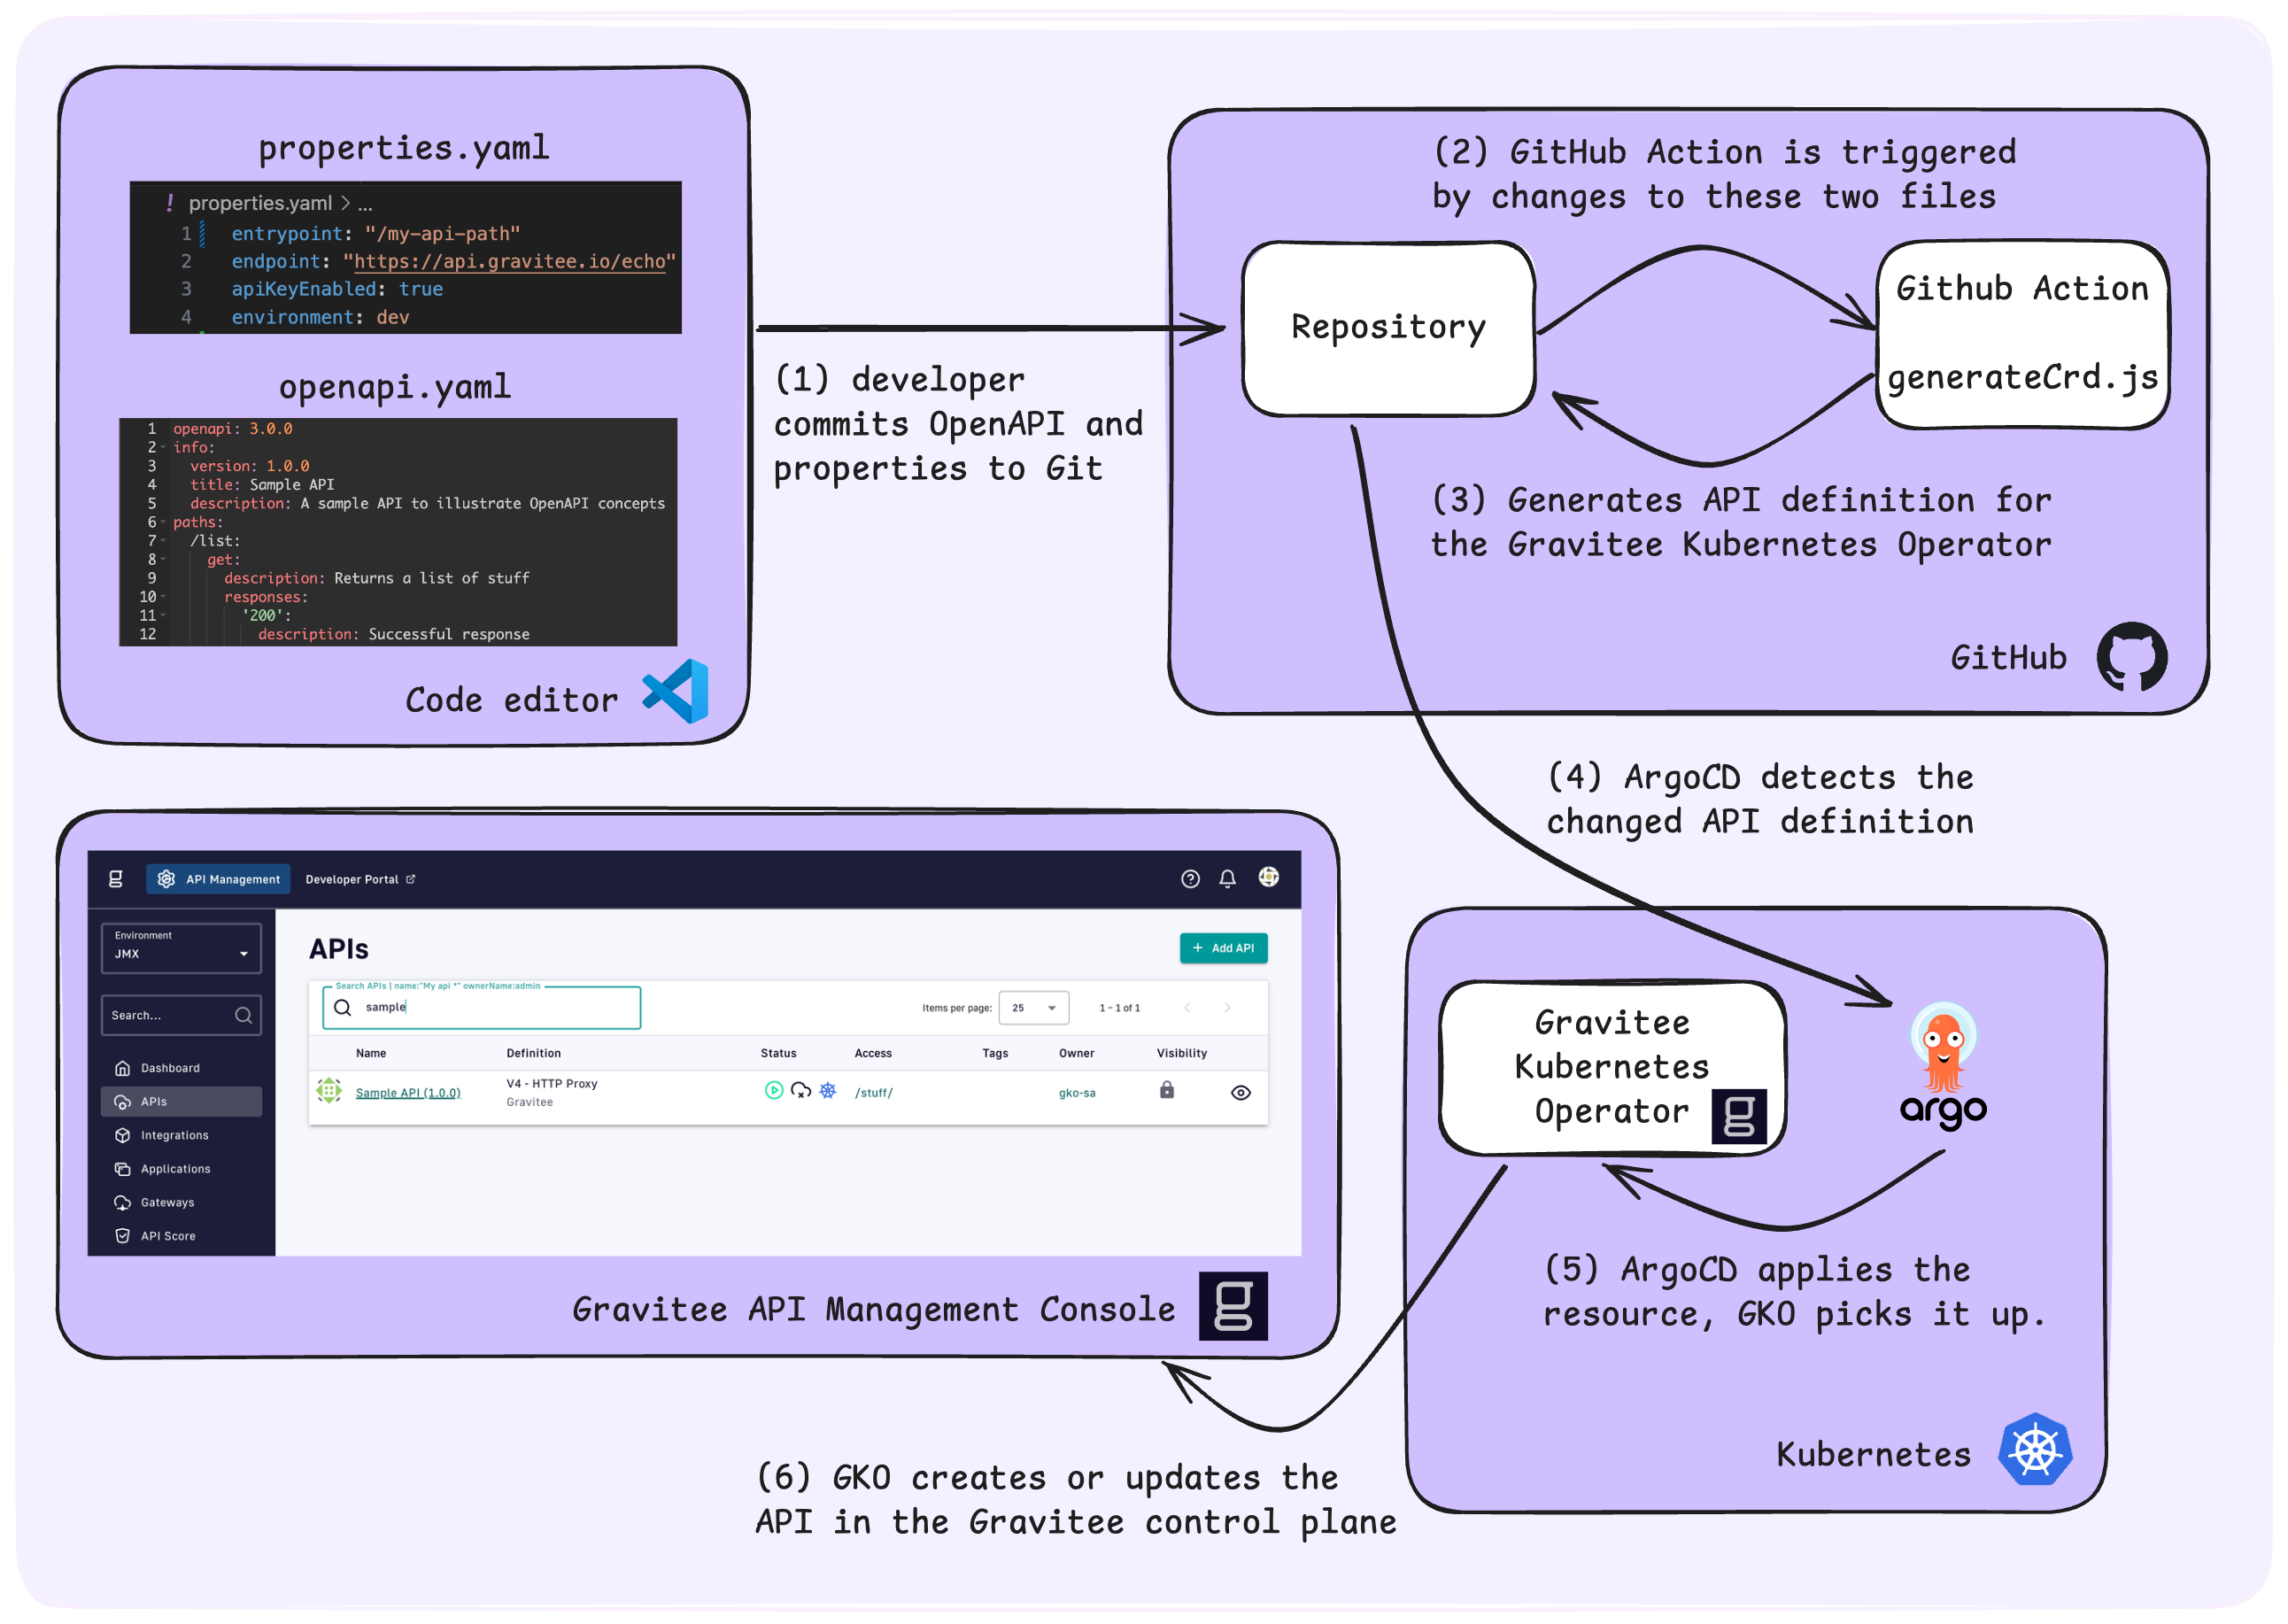 properties.yaml
! properties.yaml > ...
1 entrypoint: "/my-api-path"
2 endpoint: "https://api.gravitee.io/echo"
3 apiKeyEnabled: true
4 environment: dev
openapi.yaml
1 openapi: 3.0.0
2 info:
3 version: 1.0.0
4 title: Sample API
5 description: A sample API to illustrate OpenAPI concepts
6 paths:
7 /list:
8 get:
9 description: Returns a list of stuff
10 responses:
11 '200':
12 description: Successful response
Code editor
(1) developer
commits OpenAPI and
properties to Git
(2) GitHub Action is triggered
by changes to these two files
Repository
Github Action
generateCrd.js
(3) Generates API definition for
the Gravitee Kubernetes Operator
GitHub
(4) ArgoCD detects the
changed API definition
Gravitee
Kubernetes
Operator
argo
(5) ArgoCD applies the
resource, GKO picks it up.
Kubernetes
(6) GKO creates or updates the
API in the Gravitee control plane
API Management
Developer Portal
Environment
JMX
Search...
Dashboard
APIs
Integrations
Applications
Gateways
API Score
APIs
+ Add API
Search APIs | name:"My api *" ownerName:admin
sample
Items per page: 25 1 – 1 of 1
Name Definition Status Access Tags Owner Visibility
Sample API (1.0.0) V4 - HTTP Proxy /stuff/ gko-sa
Gravitee
Gravitee API Management Console